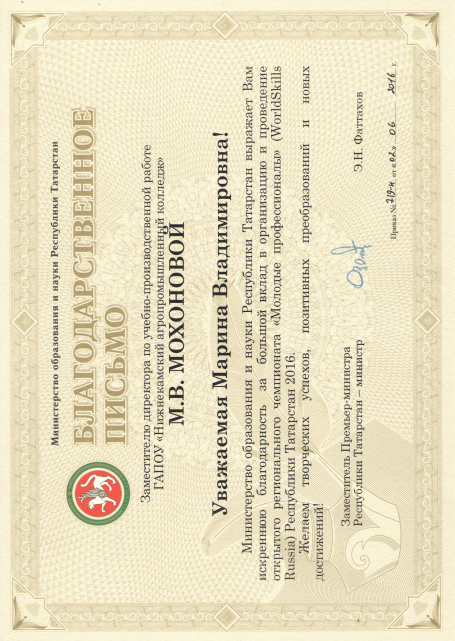 Министерство образования и науки Республики Татарстан
БЛАГОДАРСТВЕННОЕ
ПИСЬМО
Заместителю директора по учебно-производственной работе
ГАПОУ «Нижнекамский агропромышленный колледж»
М.В. МОХОНОВОЙ
Уважаемая Марина Владимировна!
Министерство образования и науки Республики Татарстан выражает Вам
искреннюю благодарность за большой вклад в организацию и проведение
открытого регионального чемпионата «Молодые профессионалы» (WorldSkills
Russia) Республики Татарстан 2016.
Желаем творческих успехов, позитивных преобразований и новых
достижений!
Заместитель Премьер-министра
Республики Татарстан – министр
Э.Н. Фаттахов
Приказ № 219-н от «02» 06 2016 г.